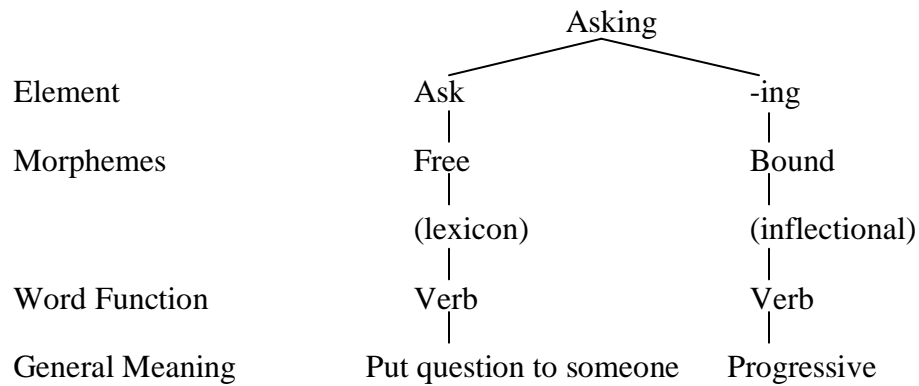 Asking
Element Ask -ing
Morphemes Free Bound
(lexicon) (inflectional)
Word Function Verb Verb
General Meaning Put question to someone Progressive